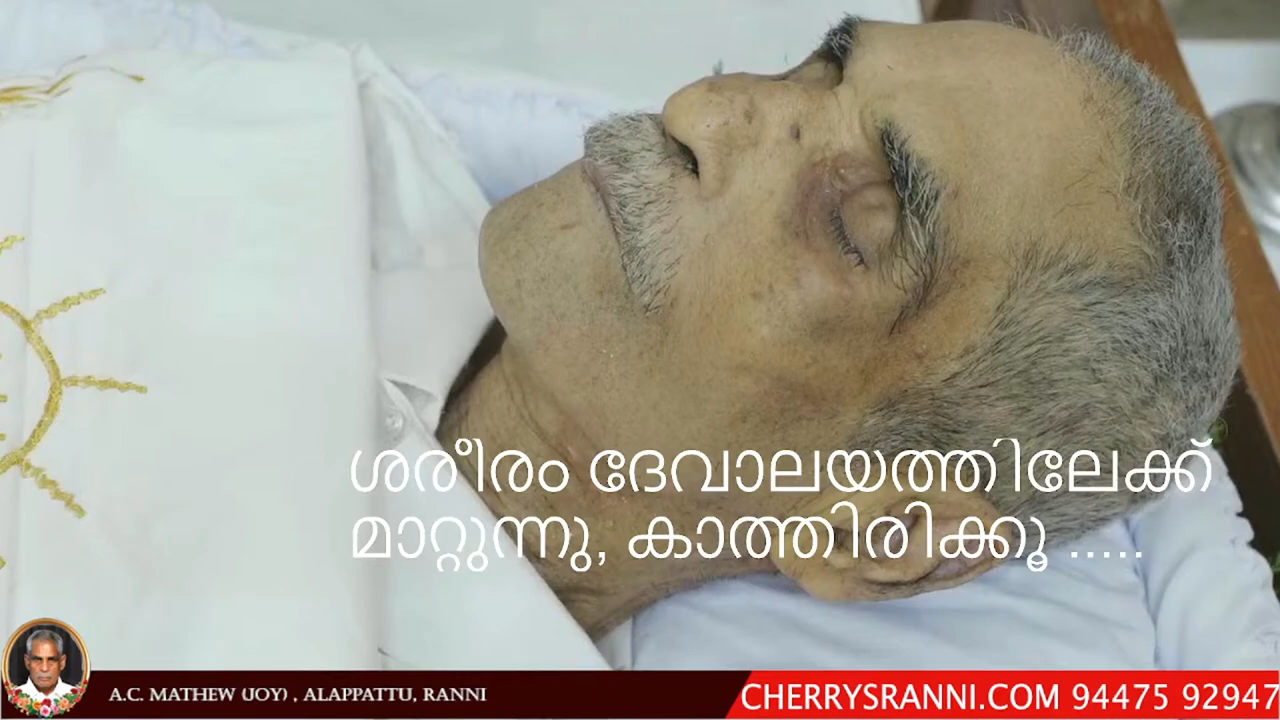 ശരീരം ദേവാലയത്തിലേക്ക്
മാറ്റുന്നു, കാത്തിരിക്കൂ .....
A.C. MATHEW (JOY) , ALAPPATTU, RANNI
CHERRYSRANNI.COM 94475 92947